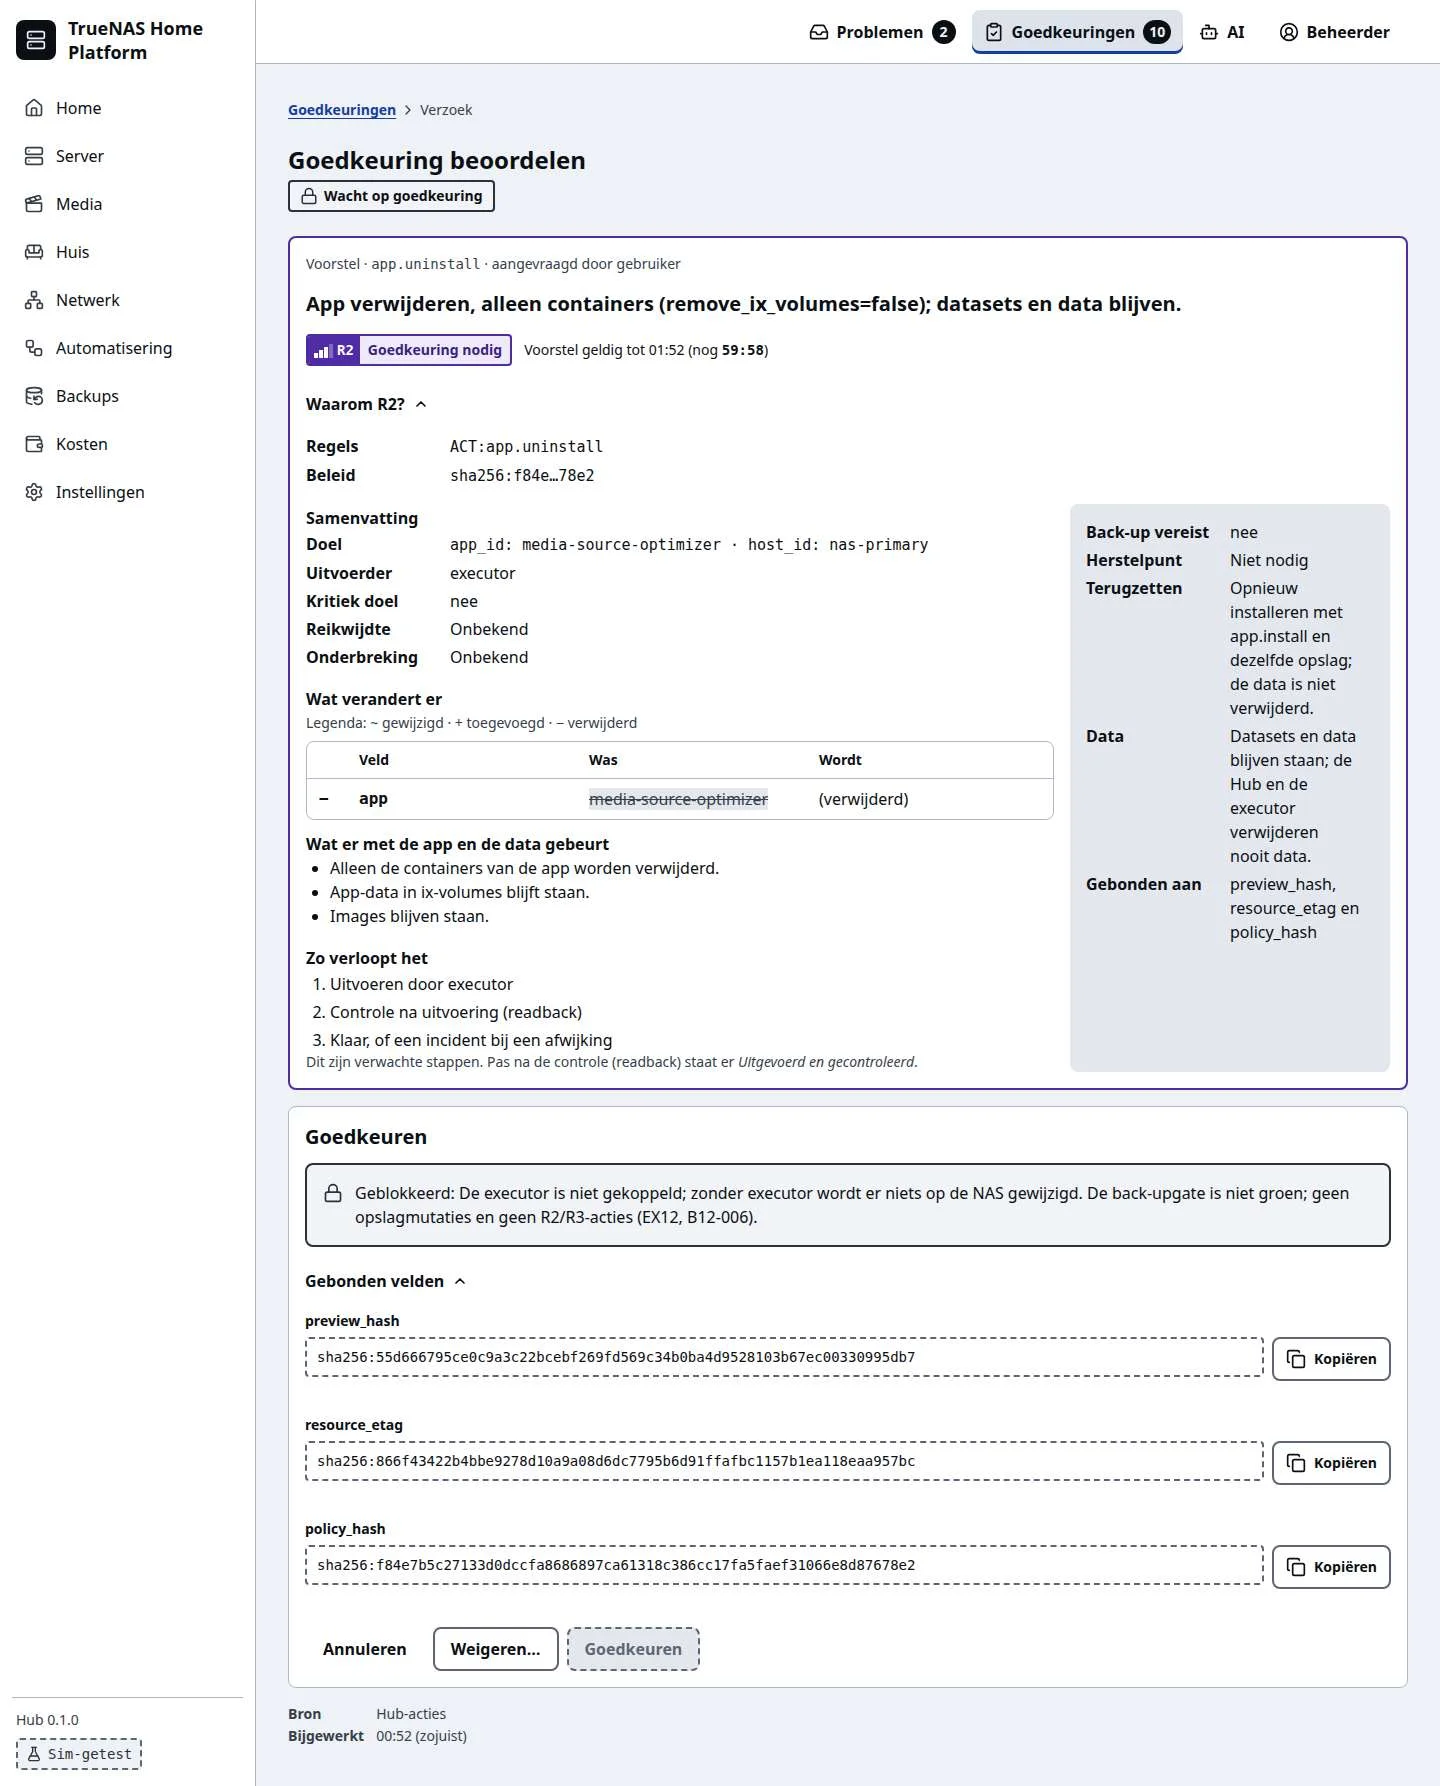 TrueNAS Home
Platform
Home
Server
Media
Huis
Netwerk
Automatisering
Backups
Kosten
Instellingen
Hub 0.1.0
Sim-getest
Problemen 2
Goedkeuringen 10
AI
Beheerder
Goedkeuringen > Verzoek
Goedkeuring beoordelen
Wacht op goedkeuring
Voorstel · app.uninstall · aangevraagd door gebruiker
App verwijderen, alleen containers (remove_ix_volumes=false); datasets en data blijven.
R2 Goedkeuring nodig Voorstel geldig tot 01:52 (nog 59:58)
Waarom R2?
Regels ACT:app.uninstall
Beleid sha256:f84e…78e2
Samenvatting
Doel app_id: media-source-optimizer · host_id: nas-primary
Uitvoerder executor
Kritiek doel nee
Reikwijdte Onbekend
Onderbreking Onbekend
Wat verandert er
Legenda: ~ gewijzigd · + toegevoegd · − verwijderd
Veld Was Wordt
− app media-source-optimizer (verwijderd)
Wat er met de app en de data gebeurt
• Alleen de containers van de app worden verwijderd.
• App-data in ix-volumes blijft staan.
• Images blijven staan.
Zo verloopt het
1. Uitvoeren door executor
2. Controle na uitvoering (readback)
3. Klaar, of een incident bij een afwijking
Dit zijn verwachte stappen. Pas na de controle (readback) staat er Uitgevoerd en gecontroleerd.
Back-up vereist nee
Herstelpunt Niet nodig
Terugzetten Opnieuw
installeren met
app.install en
dezelfde opslag;
de data is niet
verwijderd.
Data Datasets en data
blijven staan; de
Hub en de
executor
verwijderen
nooit data.
Gebonden aan preview_hash,
resource_etag en
policy_hash
Goedkeuren
Geblokkeerd: De executor is niet gekoppeld; zonder executor wordt er niets op de NAS gewijzigd. De back-upgate is niet groen; geen
opslagmutaties en geen R2/R3-acties (EX12, B12-006).
Gebonden velden
preview_hash
sha256:55d666795ce0c9a3c22bcebf269fd569c34b0ba4d9528103b67ec00330995db7 Kopiëren
resource_etag
sha256:866f43422b4bbe9278d10a9a08d6dc7795b6d91ffafbc1157b1ea118eaa957bc Kopiëren
policy_hash
sha256:f84e7b5c27133d0dccfa8686897ca61318c386cc17fa5faef31066e8d87678e2 Kopiëren
Annuleren
Weigeren...
Goedkeuren
Bron Hub-acties
Bijgewerkt 00:52 (zojuist)